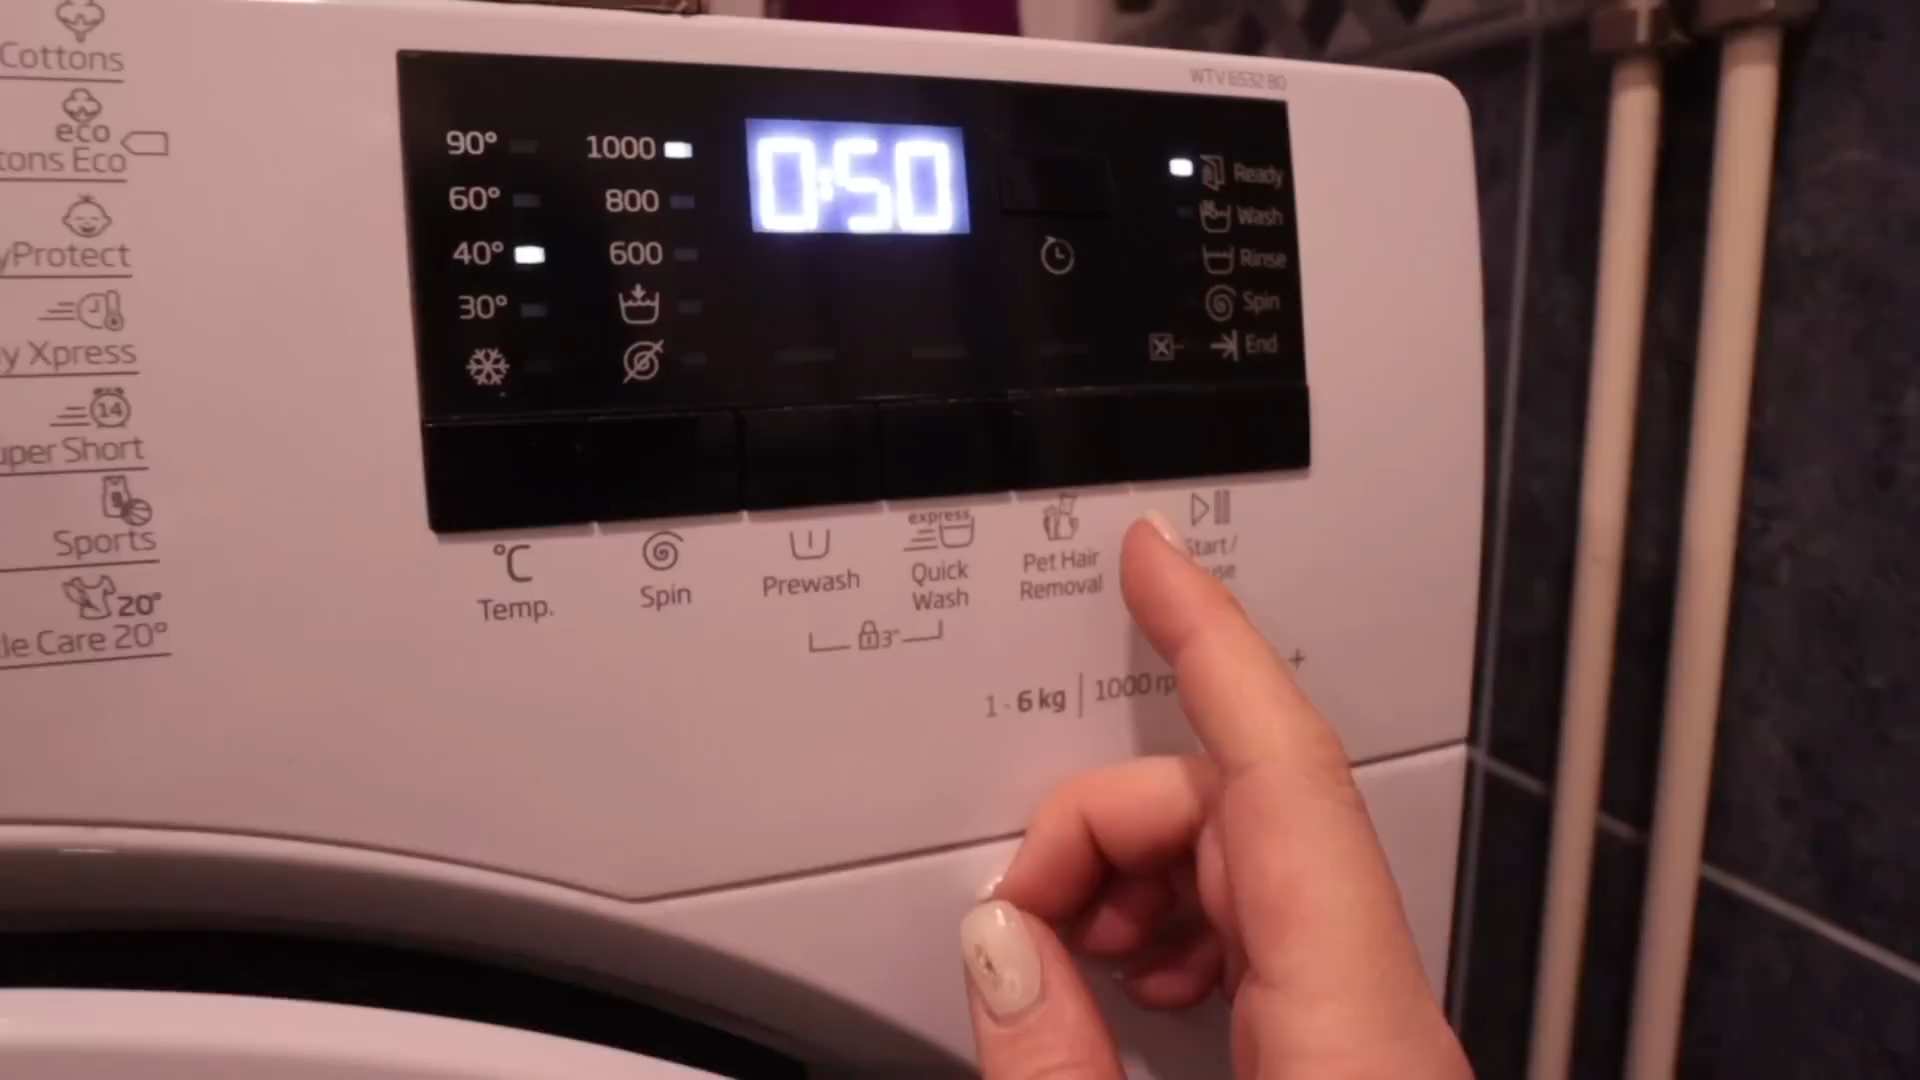 Cottons
eco
tons Eco
yProtect
y Xpress
14
uper Short
Sports
20°
le Care 20°
WTV 6532 B0
90°
60°
40°
30°
1000
800
600
0:50
Ready
Wash
Rinse
Spin
End
°C
Temp.
Spin
Prewash
express
Quick
Wash
3"
Pet Hair
Removal
Start/
use
1 - 6 kg | 1000 rp
+